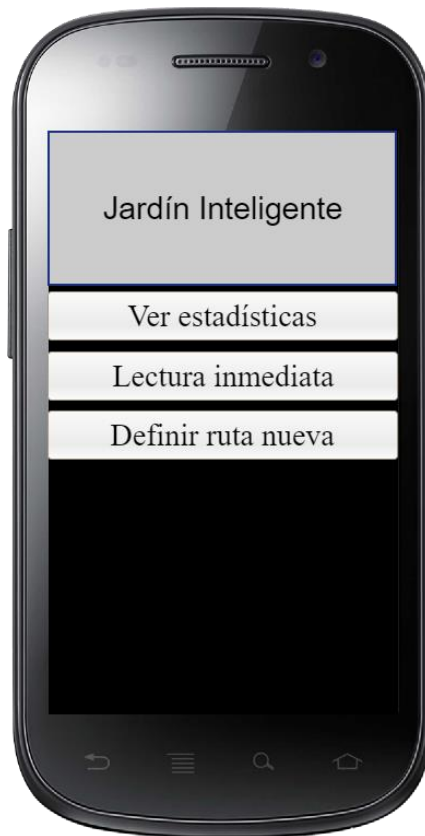 Jardín Inteligente
Ver estadísticas
Lectura inmediata
Definir ruta nueva